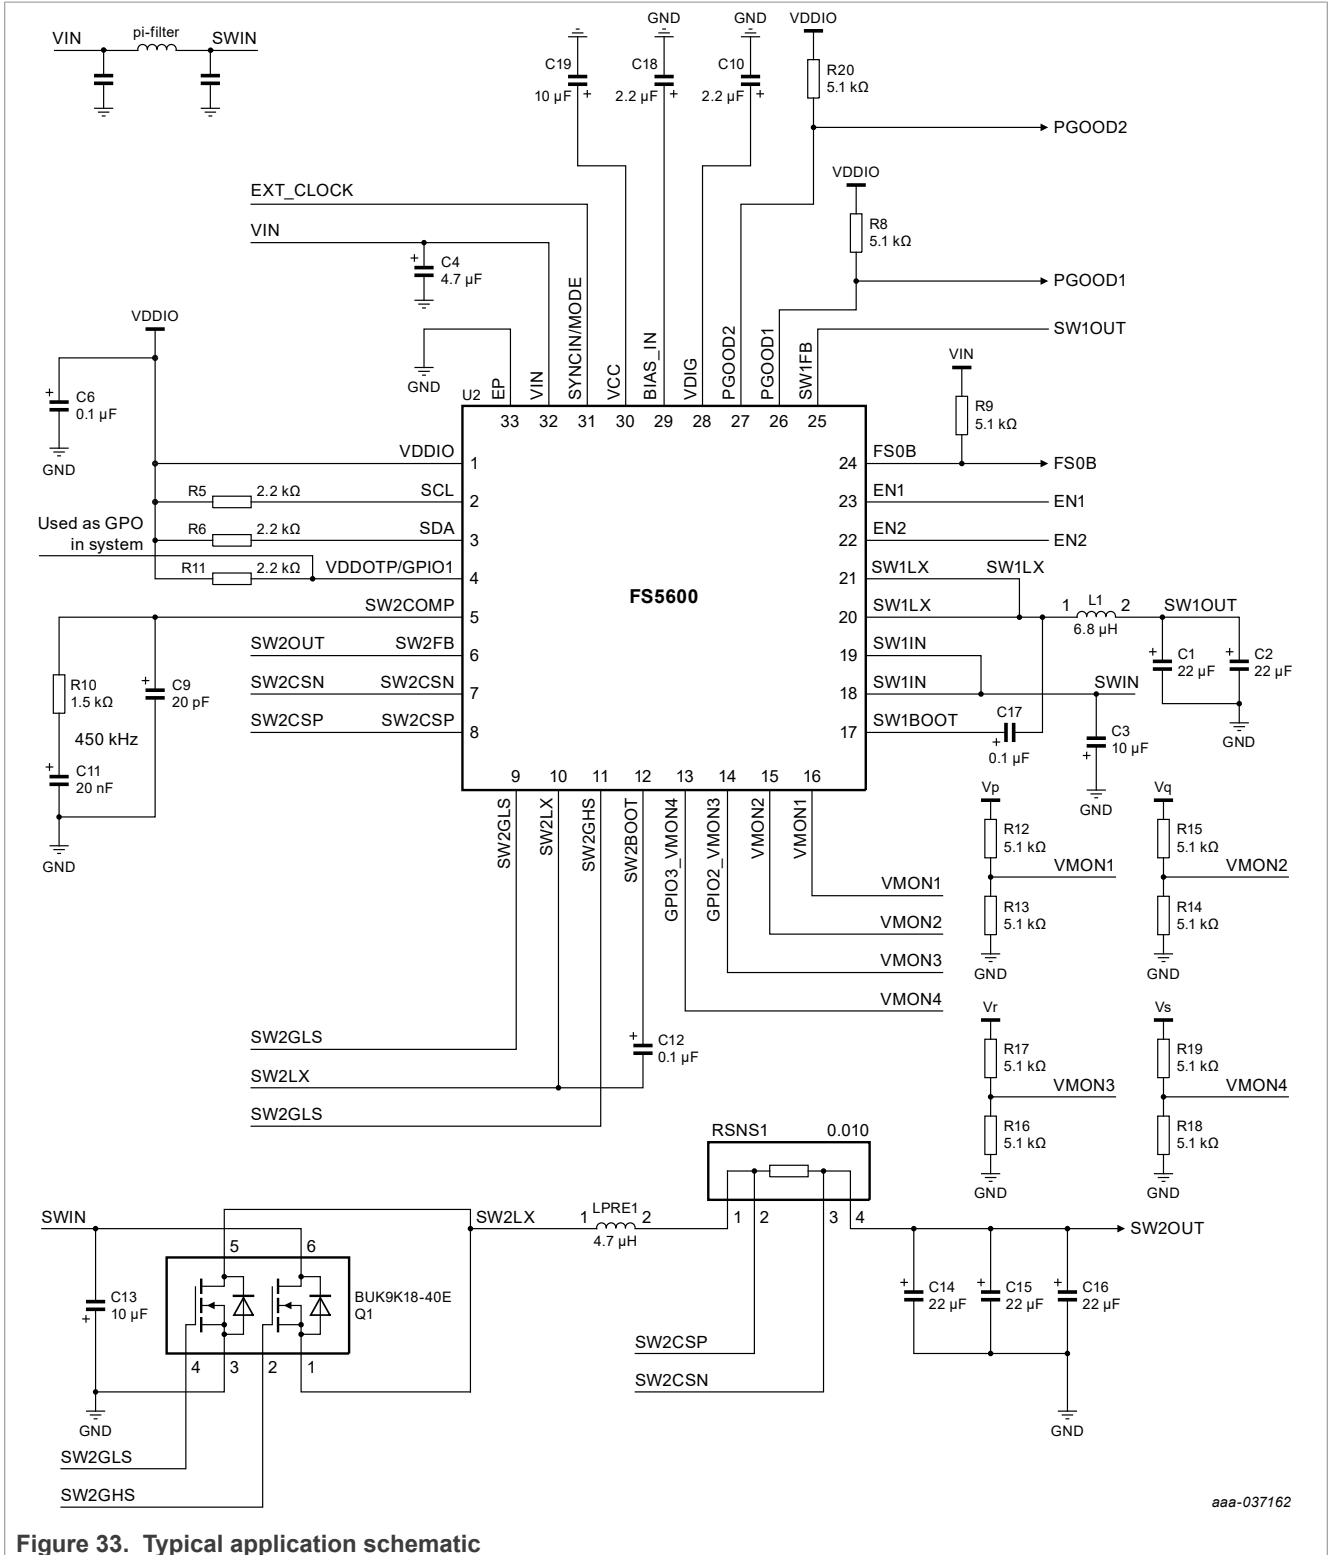 VIN pi-filter SWIN
GND GND VDDIO
C19 10 µF +
C18 2.2 µF +
C10 2.2 µF +
R20 5.1 kΩ
PGOOD2
VDDIO
EXT_CLOCK
R8 5.1 kΩ
VIN
+ C4 4.7 µF
PGOOD1
VDDIO
SW1OUT
GND
VIN
+ C6 0.1 µF
GND
R9 5.1 kΩ
U2
EP
VIN
SYNCIN/MODE
VCC
BIAS_IN
VDIG
PGOOD2
PGOOD1
SW1FB
33 32 31 30 29 28 27 26 25
VDDIO 1
24 FS0B FS0B
R5 2.2 kΩ SCL 2
23 EN1 EN1
Used as GPO
in system
R6 2.2 kΩ SDA 3
22 EN2 EN2
R11 2.2 kΩ VDDOTP/GPIO1 4
FS5600
21 SW1LX SW1LX
SW2COMP 5
20 SW1LX 1 L1 2 SW1OUT
6.8 µH
SW2OUT SW2FB 6
19 SW1IN
+ C1 22 µF
+ C2 22 µF
SW2CSN SW2CSN 7
18 SW1IN SWIN
R10 1.5 kΩ
+ C9 20 pF
SW2CSP SW2CSP 8
17 SW1BOOT C17 + 0.1 µF
C3 + 10 µF
GND
450 kHz
+ C11 20 nF
GND
GND
9 10 11 12 13 14 15 16
SW2GLS
SW2LX
SW2GHS
SW2BOOT
GPIO3_VMON4
GPIO2_VMON3
VMON2
VMON1
Vp Vq
R12 5.1 kΩ
R15 5.1 kΩ
VMON1 VMON2
R13 5.1 kΩ
R14 5.1 kΩ
GND GND
VMON1
VMON2
VMON3
VMON4
Vr Vs
R17 5.1 kΩ
R19 5.1 kΩ
VMON3 VMON4
R16 5.1 kΩ
R18 5.1 kΩ
GND GND
SW2GLS
+ C12 0.1 µF
SW2LX
SW2GLS
RSNS1 0.010
1 2 3 4
SWIN
SW2LX 1 LPRE1 2
4.7 µH
SW2OUT
5 6
C13 10 µF +
BUK9K18-40E
Q1
4 3 2 1
+ C14 22 µF
+ C15 22 µF
+ C16 22 µF
SW2CSP
SW2CSN
GND
GND
SW2GLS
SW2GHS
aaa-037162
Figure 33. Typical application schematic